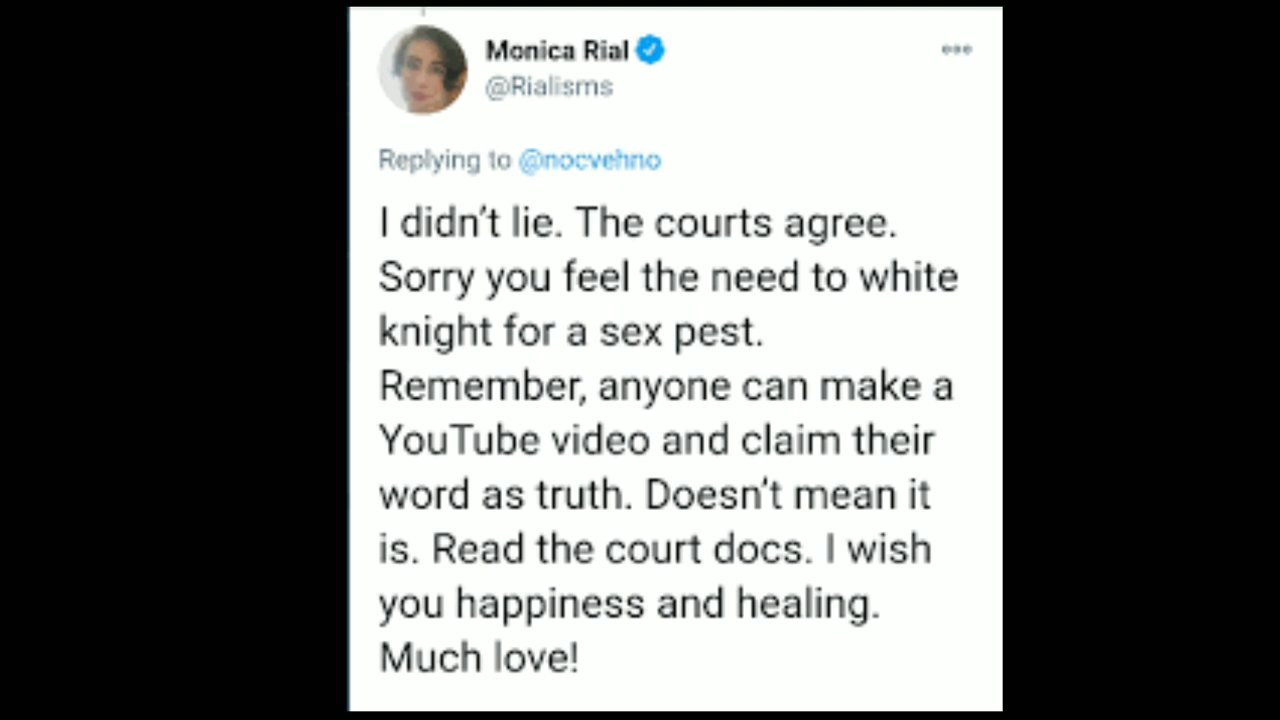 Monica Rial
@Rialisms
Replying to @nocvehno
I didn't lie. The courts agree.
Sorry you feel the need to white
knight for a sex pest.
Remember, anyone can make a
YouTube video and claim their
word as truth. Doesn't mean it
is. Read the court docs. I wish
you happiness and healing.
Much love!